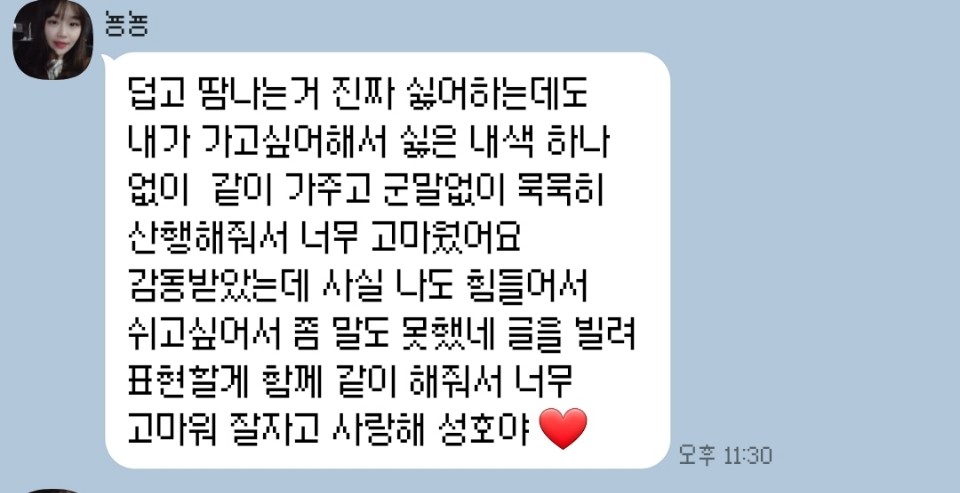 뇽뇽
덥고 땀나는거 진짜 싫어하는데도
내가 가고싶어해서 싫은 내색 하나
없이  같이 가주고 군말없이 묵묵히
산행해줘서 너무 고마웠어요
감동받았는데 사실 나도 힘들어서
쉬고싶어서 쫌 말도 못했네 글을 빌려
표현할게 함께 같이 해줘서 너무
고마워 잘자고 사랑해 성호야 ❤️
오후 11:30